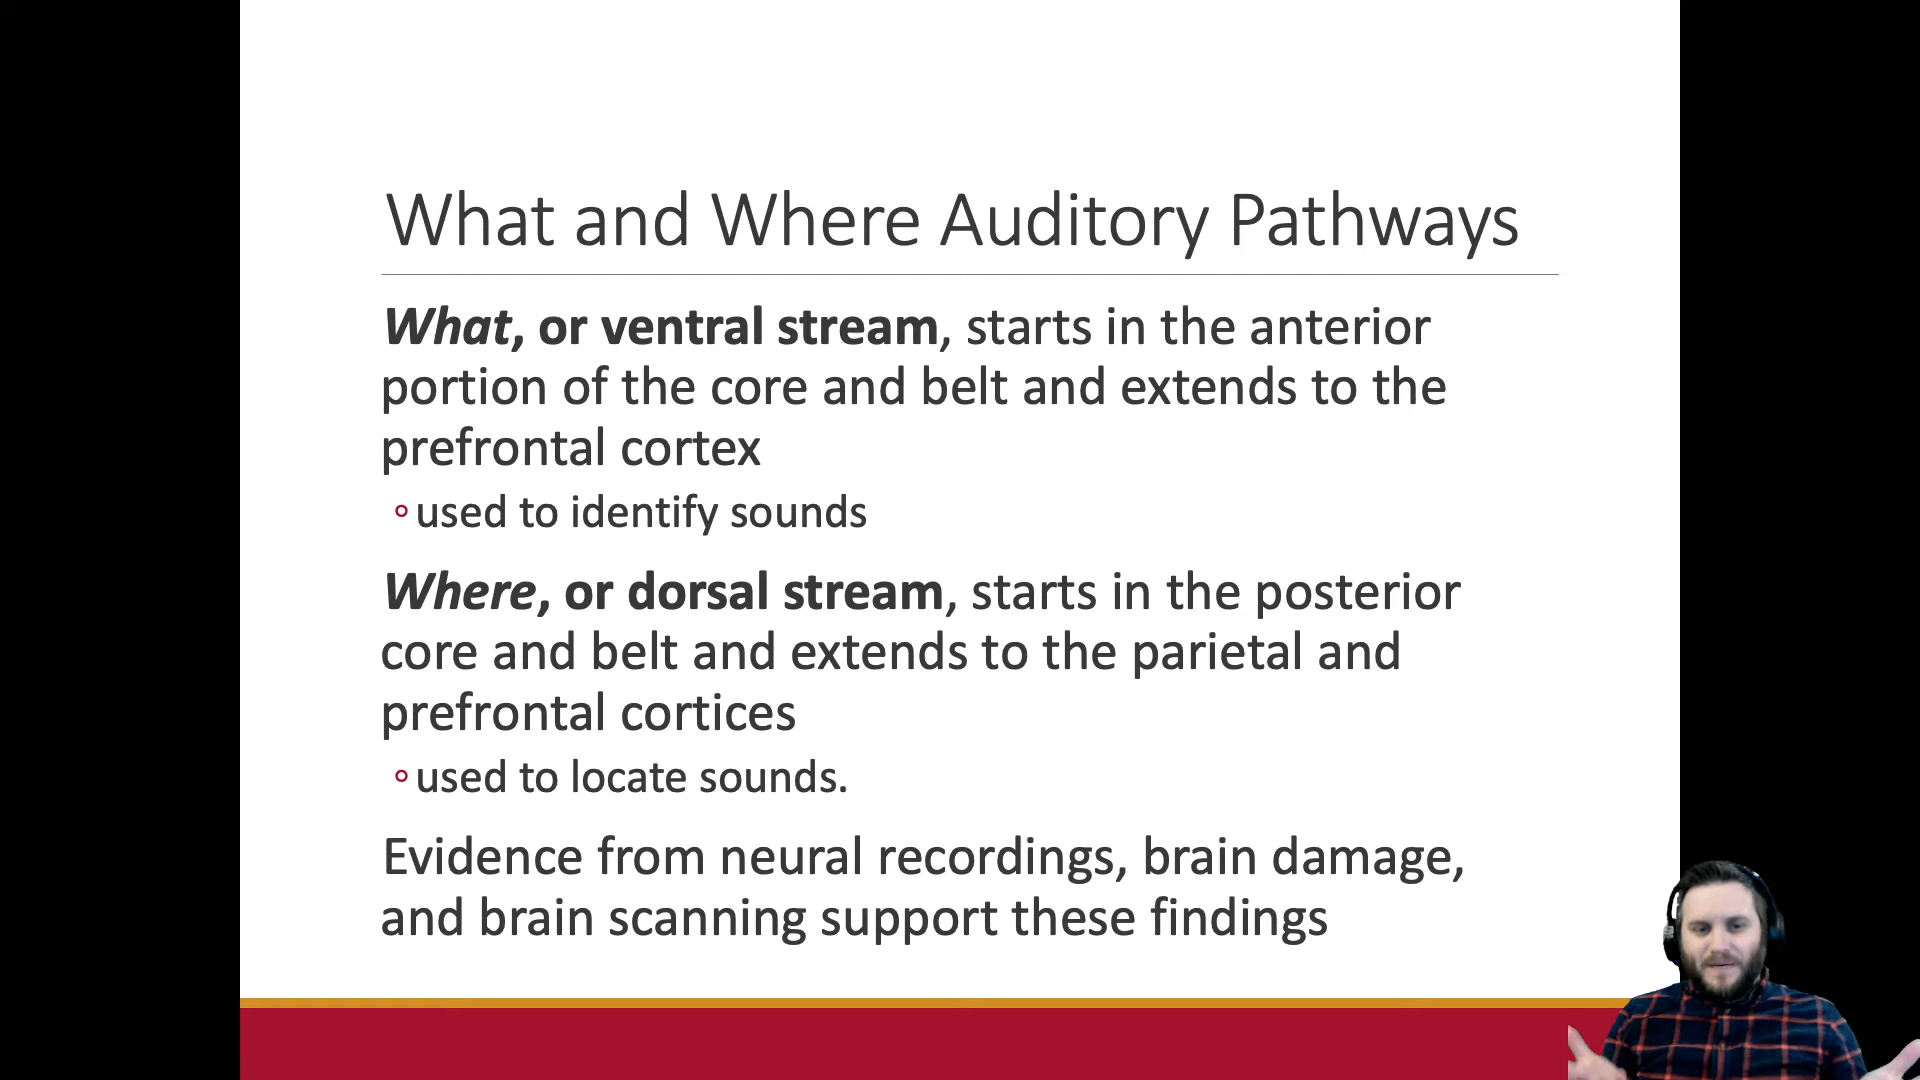 What and Where Auditory Pathways
What, or ventral stream, starts in the anterior
portion of the core and belt and extends to the
prefrontal cortex
◦used to identify sounds
Where, or dorsal stream, starts in the posterior
core and belt and extends to the parietal and
prefrontal cortices
◦used to locate sounds.
Evidence from neural recordings, brain damage,
and brain scanning support these findings